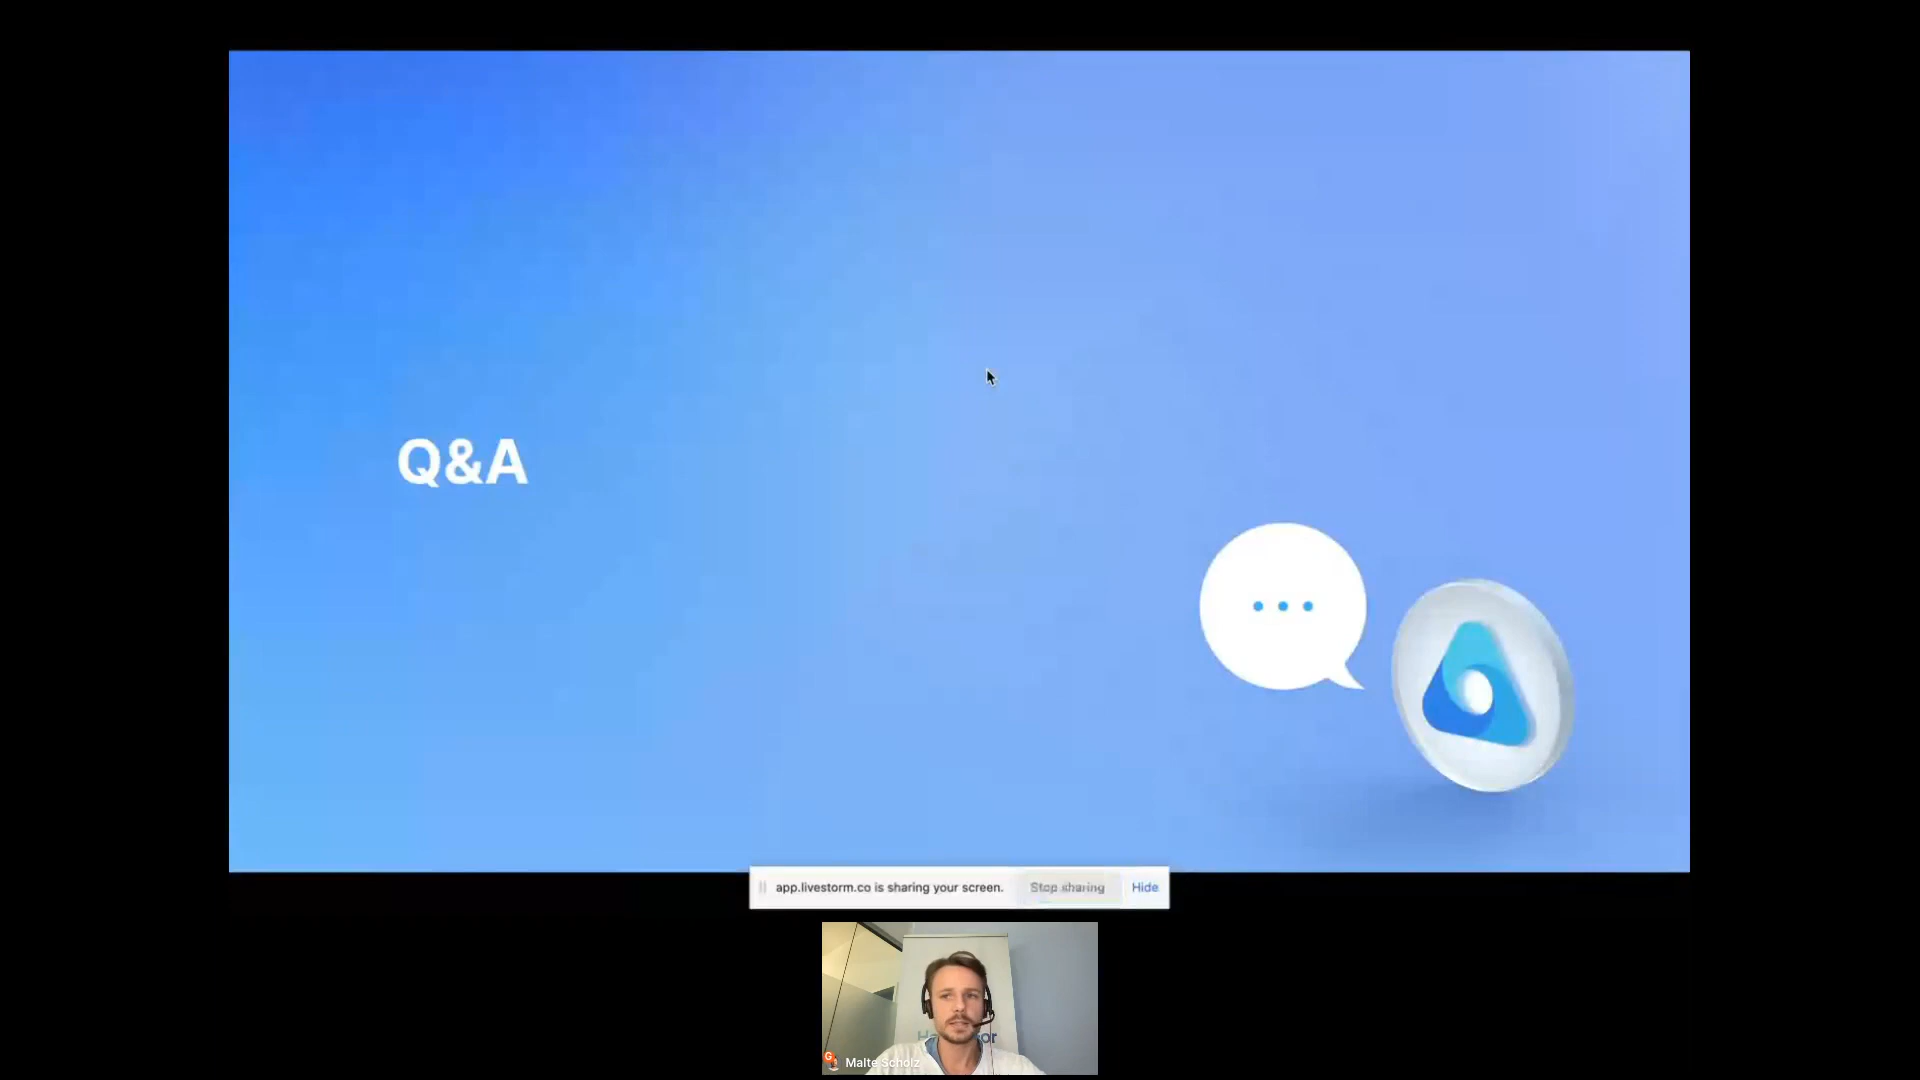 Q&A
app.livestorm.co is sharing your screen.
Stop sharing
Hide
Malte Scholz